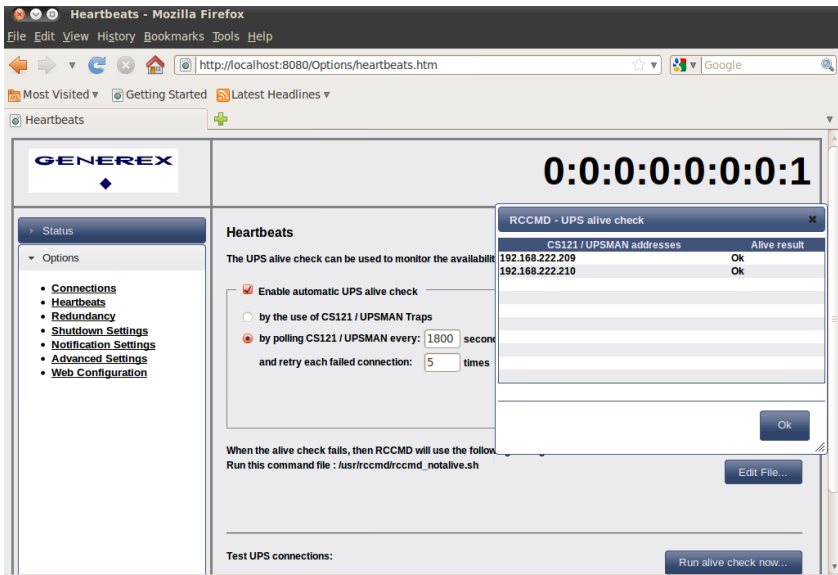 Heartbeats - Mozilla Firefox
File Edit View History Bookmarks Tools Help
http://localhost:8080/Options/heartbeats.htm
Google
Most Visited
Getting Started
Latest Headlines
Heartbeats
GENEREX
0:0:0:0:0:0:0:1
Status
Options
Connections
Heartbeats
Redundancy
Shutdown Settings
Notification Settings
Advanced Settings
Web Configuration
Heartbeats
The UPS alive check can be used to monitor the availabilit
Enable automatic UPS alive check
by the use of CS121 / UPSMAN Traps
by polling CS121 / UPSMAN every: 1800 second
and retry each failed connection: 5 times
RCCMD - UPS alive check
CS121 / UPSMAN addresses Alive result
192.168.222.209 Ok
192.168.222.210 Ok
Ok
When the alive check fails, then RCCMD will use the follow
Run this command file : /usr/rccmd/rccmd_notalive.sh
Edit File...
Test UPS connections:
Run alive check now...